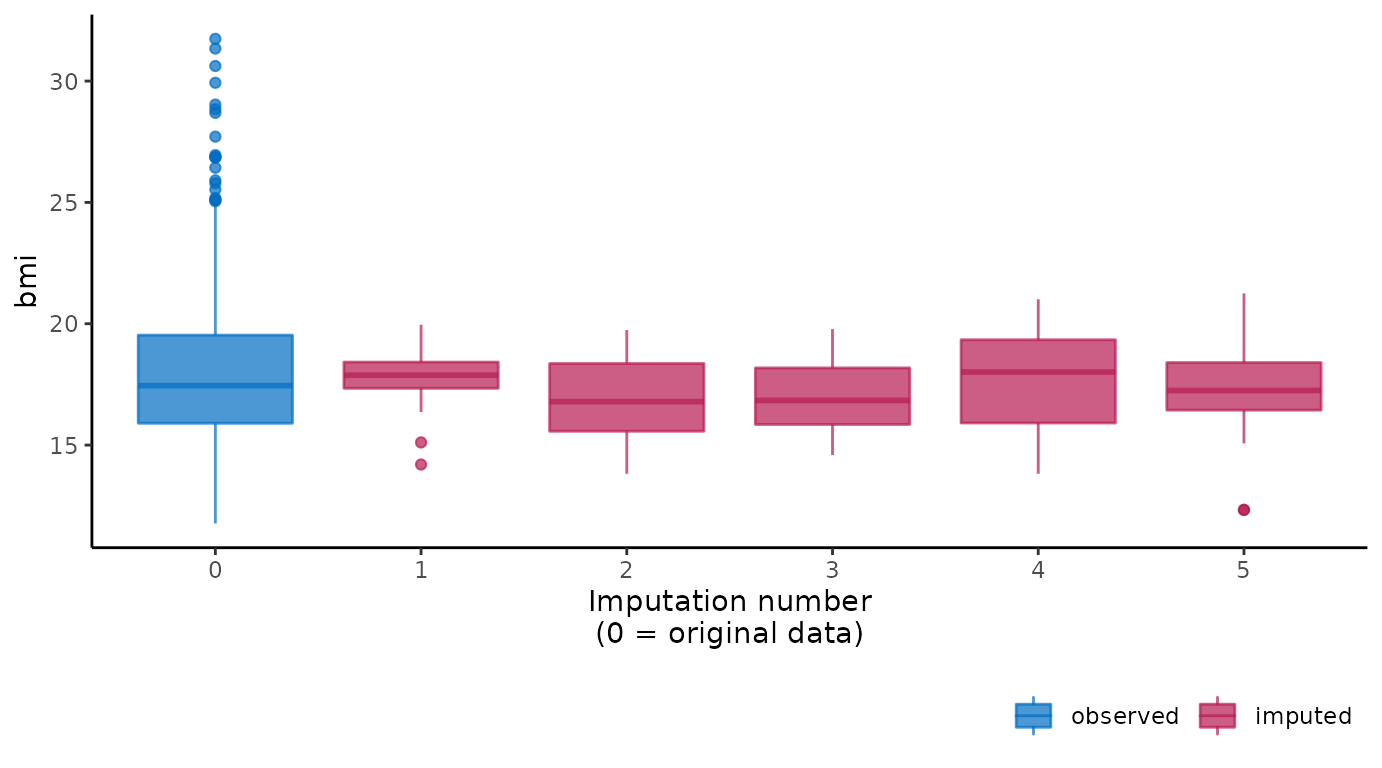 30
25
20
15
bmi
0 1 2 3 4 5
Imputation number
(0 = original data)
observed imputed